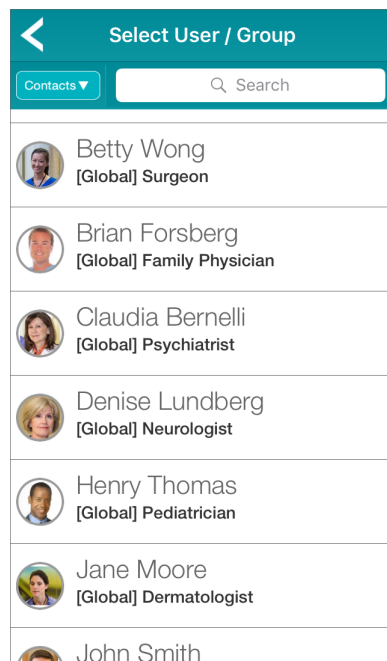 Select User / Group
Contacts▼
Search
Betty Wong
[Global] Surgeon
Brian Forsberg
[Global] Family Physician
Claudia Bernelli
[Global] Psychiatrist
Denise Lundberg
[Global] Neurologist
Henry Thomas
[Global] Pediatrician
Jane Moore
[Global] Dermatologist
John Smith